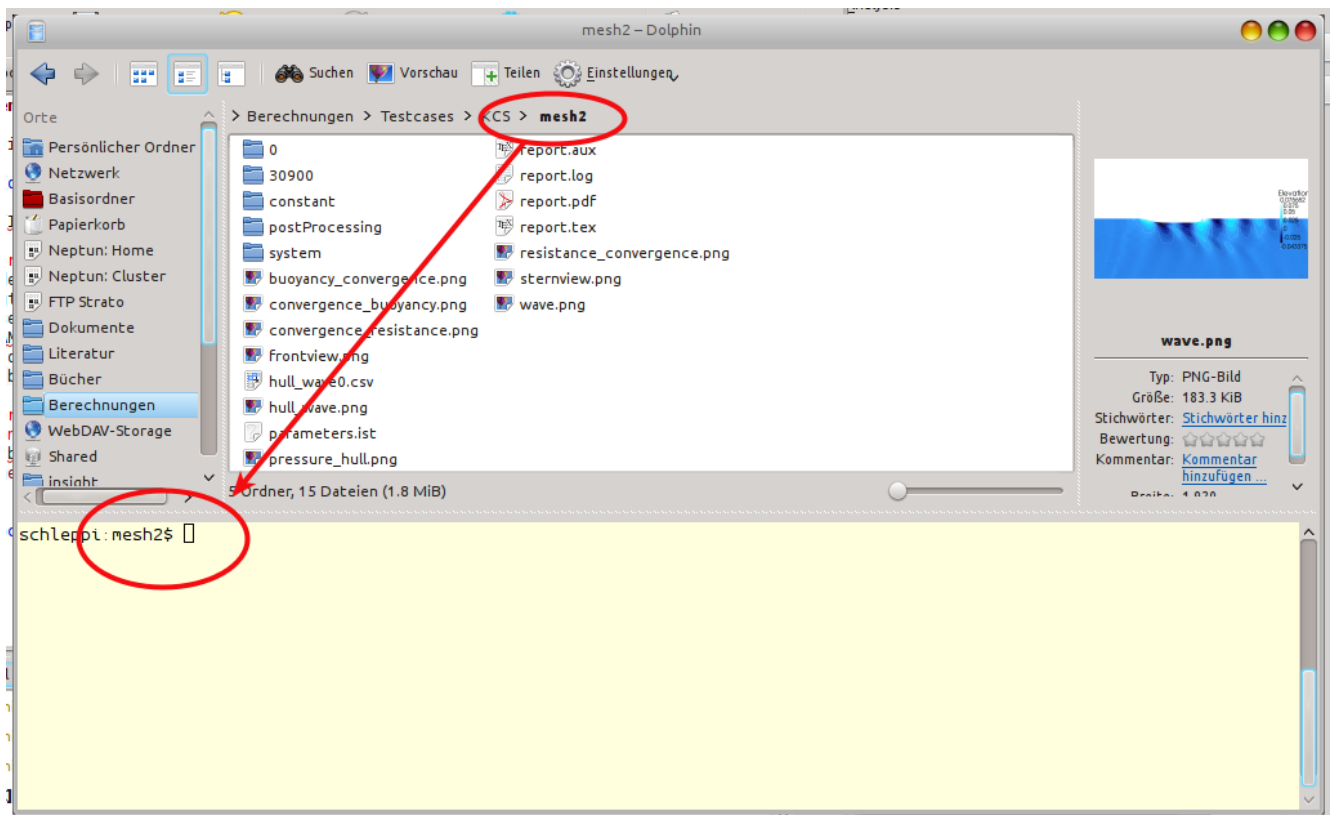 mesh2 – Dolphin
Suchen Vorschau Teilen Einstellungen
Orte
Persönlicher Ordner
Netzwerk
Basisordner
Papierkorb
Neptun: Home
Neptun: Cluster
FTP Strato
Dokumente
Literatur
Bücher
Berechnungen
WebDAV-Storage
Shared
insight
> Berechnungen > Testcases > KCS > mesh2
0
30900
constant
postProcessing
system
buoyancy_convergence.png
convergence_buoyancy.png
convergence_resistance.png
frontview.png
hull_wave0.csv
hull_wave.png
parameters.ist
pressure_hull.png
report.aux
report.log
report.pdf
report.tex
resistance_convergence.png
sternview.png
wave.png
5 Ordner, 15 Dateien (1.8 MiB)
Elevation
wave.png
Typ: PNG-Bild
Größe: 183.3 KiB
Stichwörter: Stichwörter hinz
Bewertung:
Kommentar: Kommentar
hinzufügen ...
Breite: 1.920
schleppi:mesh2$